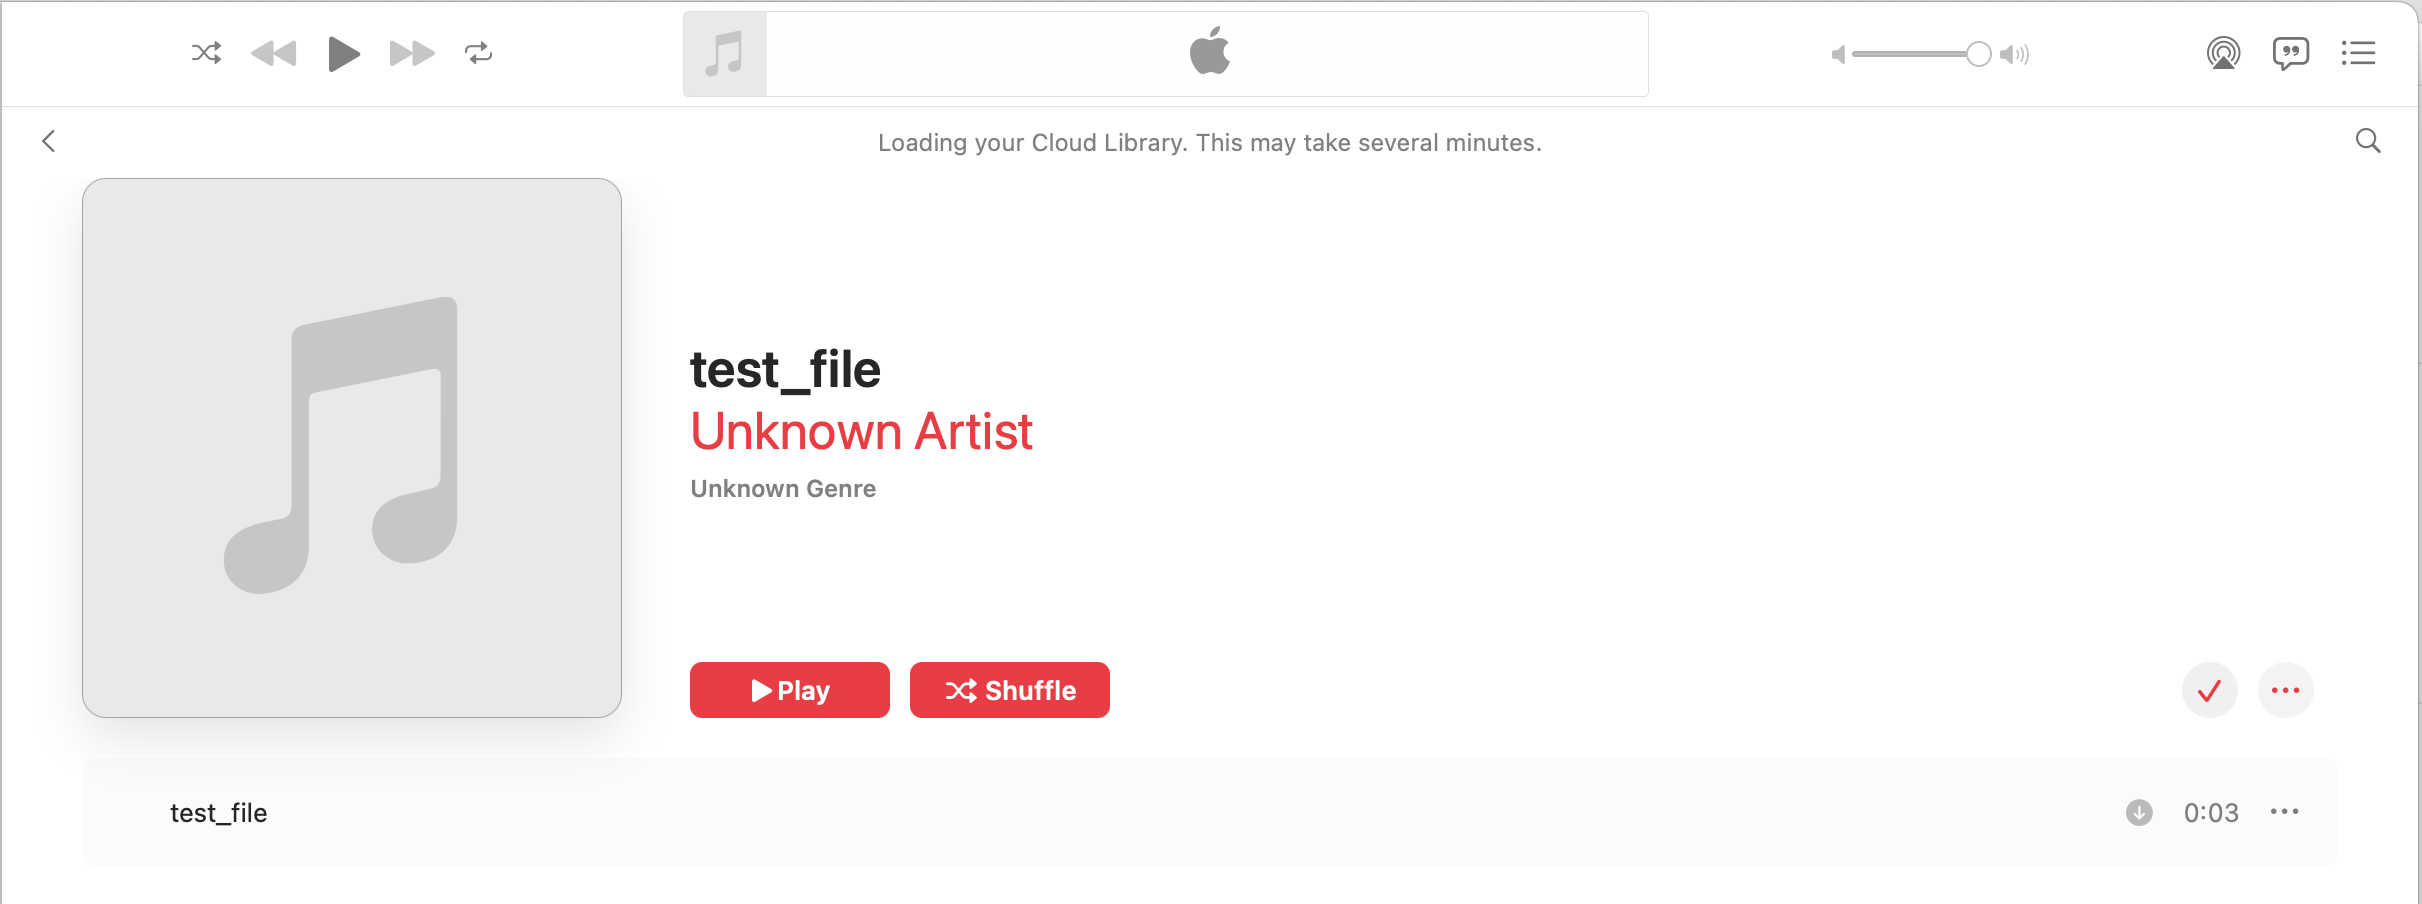 Loading your Cloud Library. This may take several minutes.
test_file
Unknown Artist
Unknown Genre
Play
Shuffle
test_file
0:03